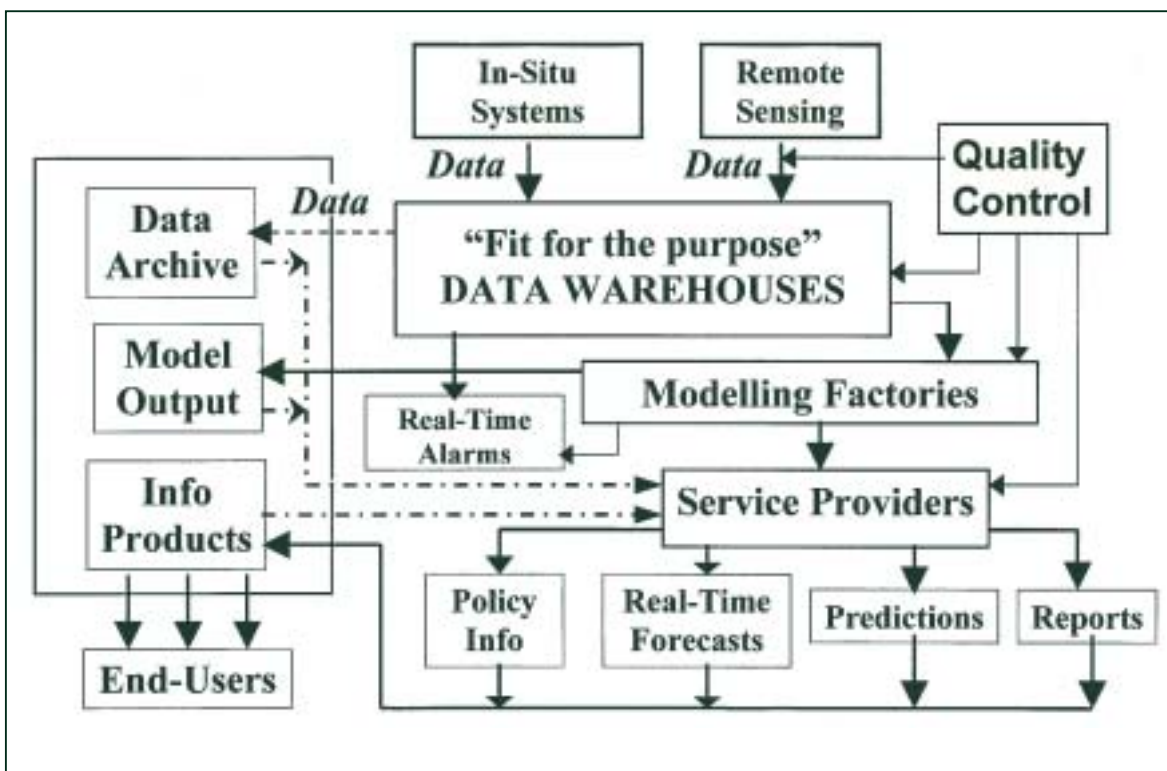 In-Situ
Systems
Remote
Sensing
Quality
Control
Data
Data
Data
Data
Archive
“Fit for the purpose”
DATA WAREHOUSES
Model
Output
Modelling Factories
Real-Time
Alarms
Info
Products
Service Providers
Policy
Info
Real-Time
Forecasts
Predictions
Reports
End-Users